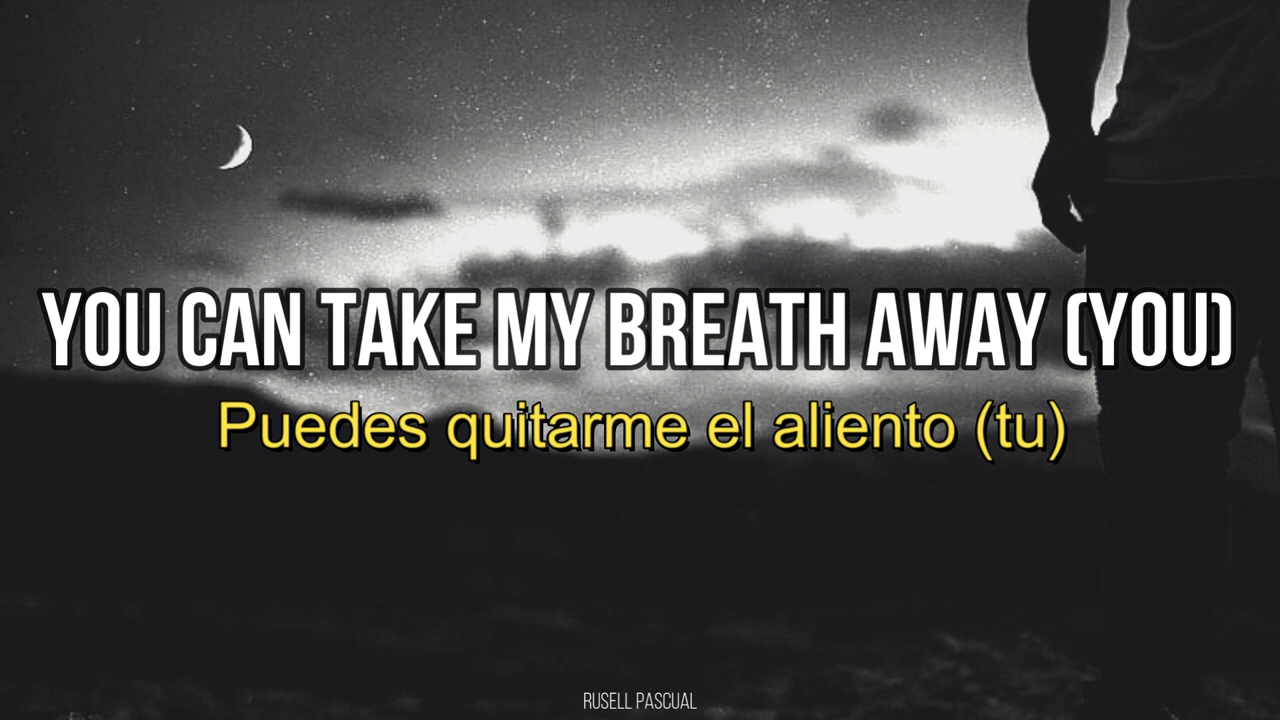 YOU CAN TAKE MY BREATH AWAY (YOU)
Puedes quitarme el aliento (tu)
RUSELL PASCUAL